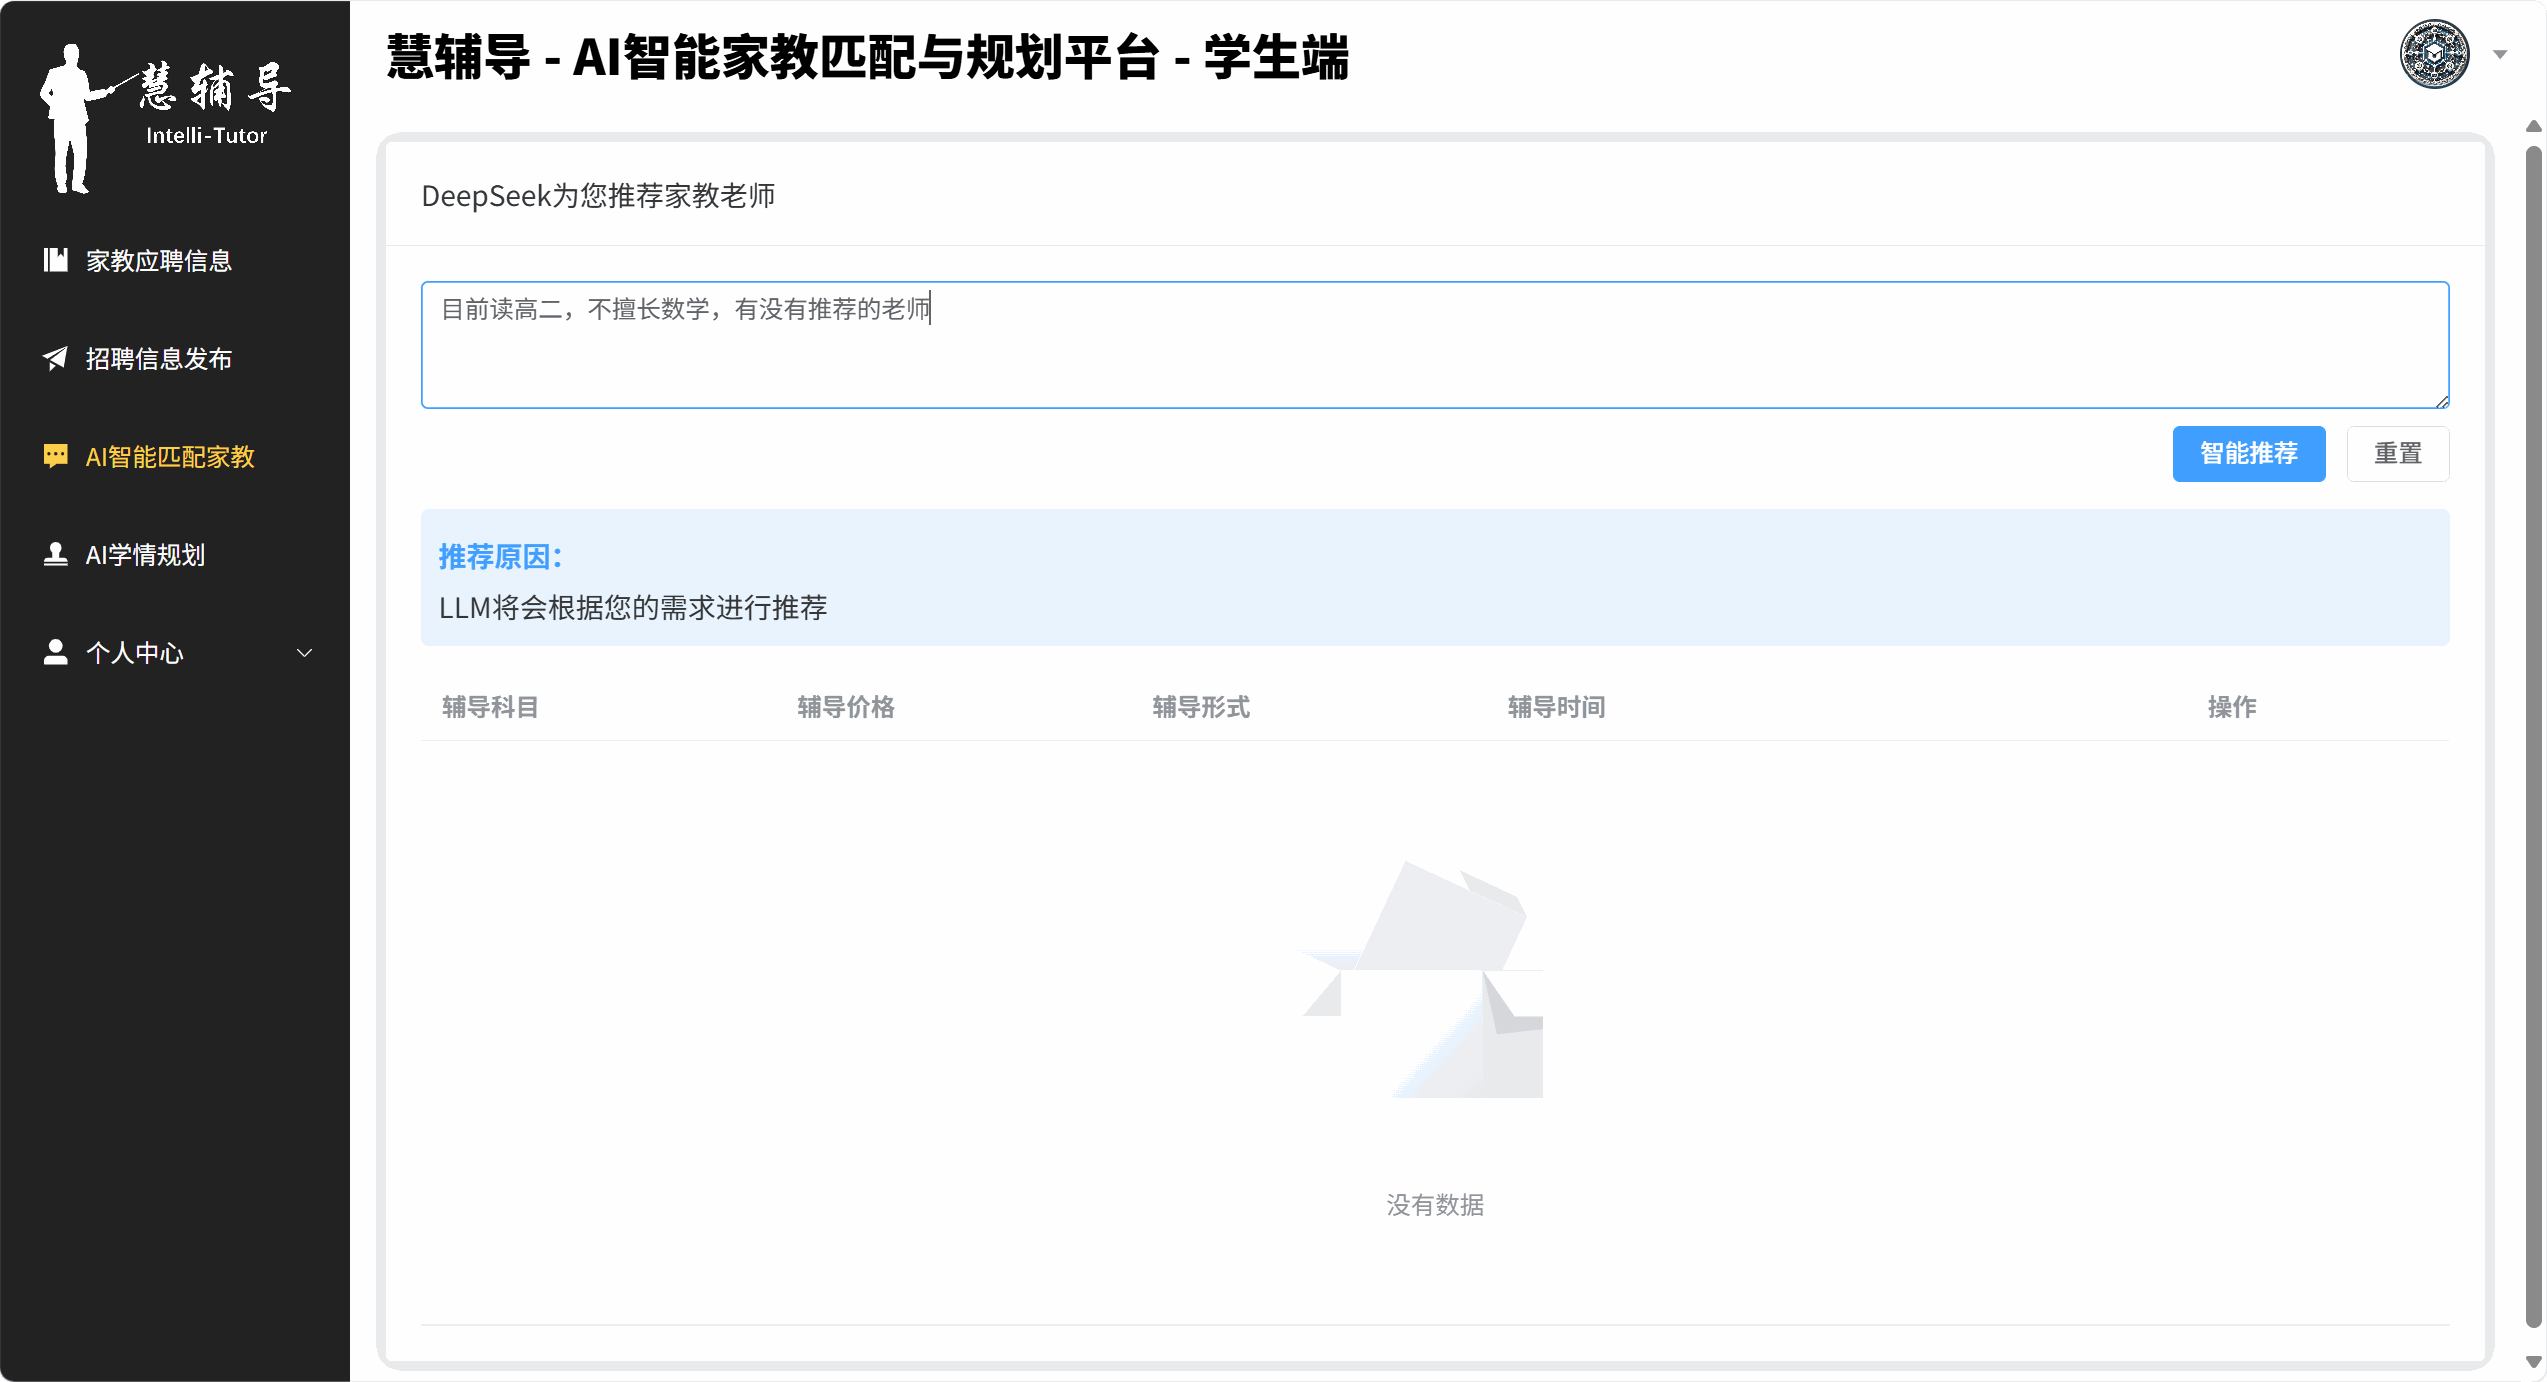 慧辅导
Intelli-Tutor
家教应聘信息
招聘信息发布
AI智能匹配家教
AI学情规划
个人中心
慧辅导 - AI智能家教匹配与规划平台 - 学生端
DeepSeek为您推荐家教老师
目前读高二，不擅长数学，有没有推荐的老师
智能推荐 重置
推荐原因：
LLM将会根据您的需求进行推荐
辅导科目 辅导价格 辅导形式 辅导时间 操作
没有数据